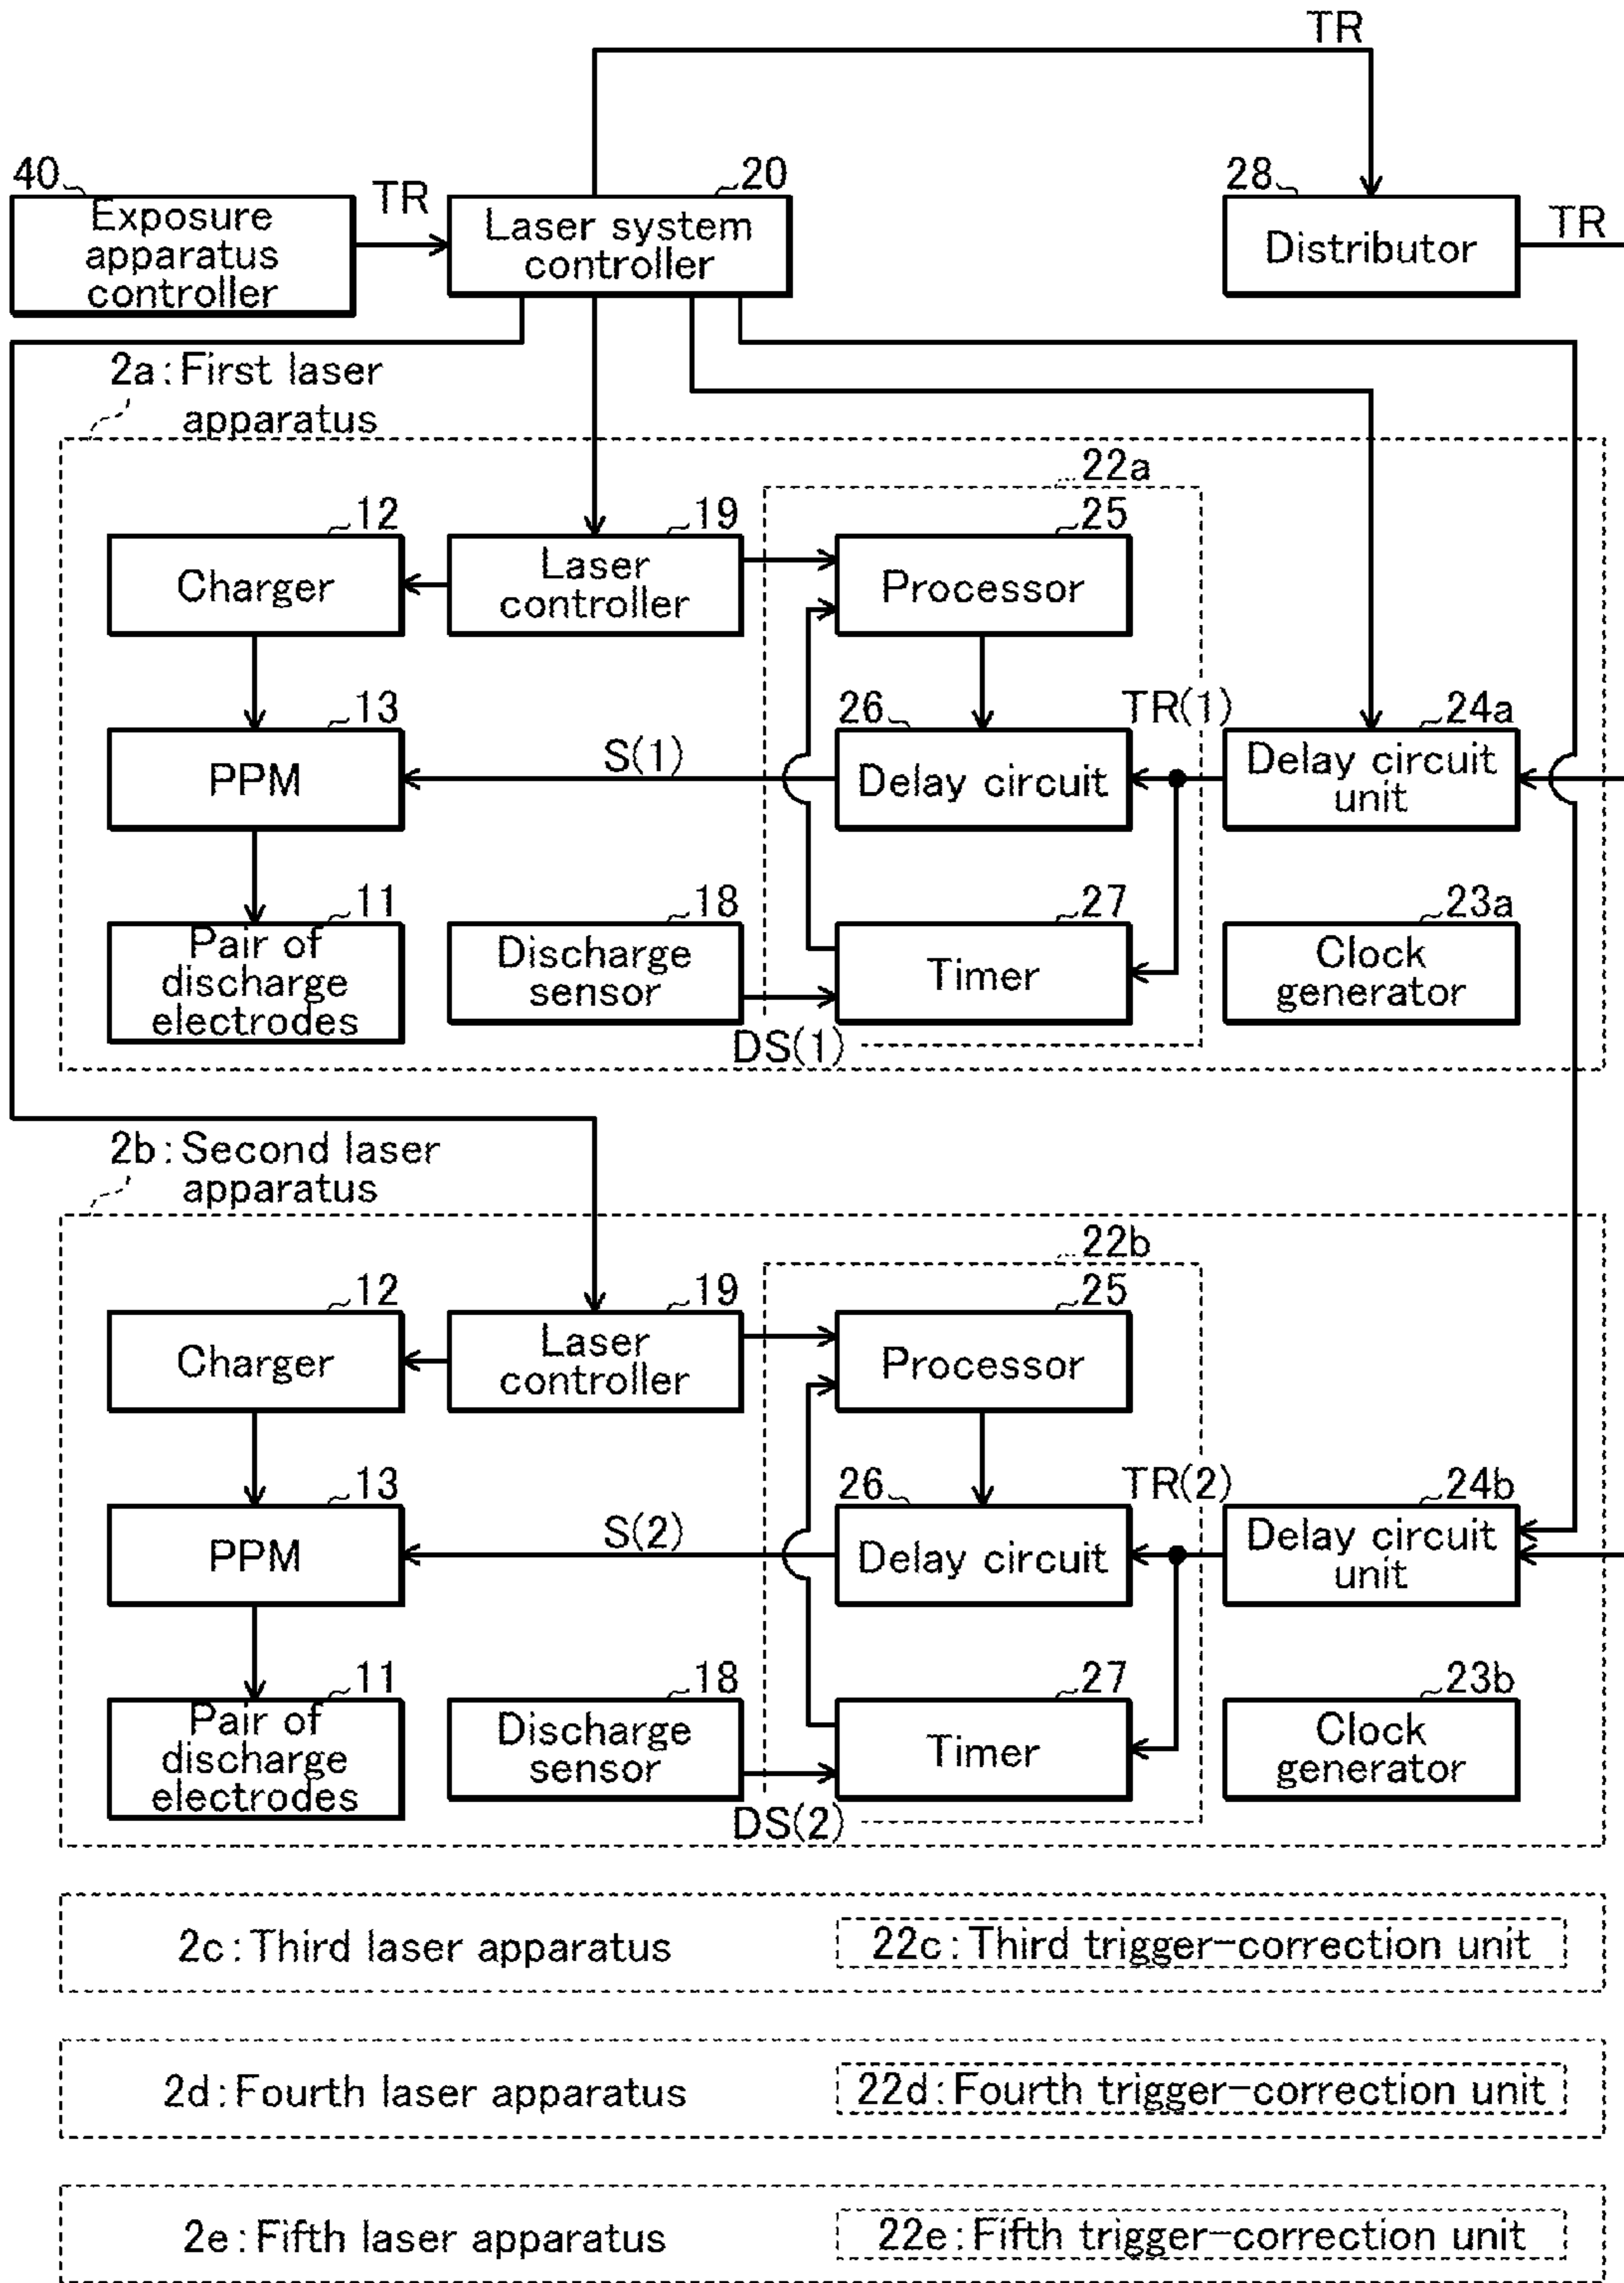 TR
40
TR
20
28
TR
Exposure
apparatus
controller
Laser system
controller
Distributor
2a:First laser
apparatus
22a
12
19
25
Charger
Laser
controller
Processor
13
S(1)
26
TR(1)
24a
PPM
Delay circuit
Delay circuit
unit
11
18
27
23a
Pair of
discharge
electrodes
Discharge
sensor
Timer
Clock
generator
DS(1)
2b:Second laser
apparatus
22b
12
19
25
Charger
Laser
controller
Processor
13
S(2)
26
TR(2)
24b
PPM
Delay circuit
Delay circuit
unit
11
18
27
23b
Pair of
discharge
electrodes
Discharge
sensor
Timer
Clock
generator
DS(2)
2c:Third laser apparatus
22c:Third trigger-correction unit
2d:Fourth laser apparatus
22d:Fourth trigger-correction unit
2e:Fifth laser apparatus
22e:Fifth trigger-correction unit